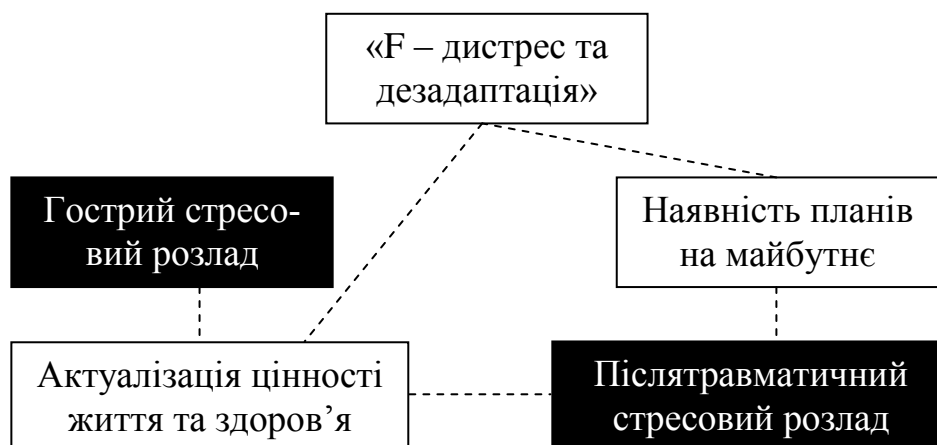 «F – дистрес та
дезадаптація»
Гострий стресо-
вий розлад
Наявність планів
на майбутнє
Актуалізація цінності
життя та здоров’я
Післятравматичний
стресовий розлад